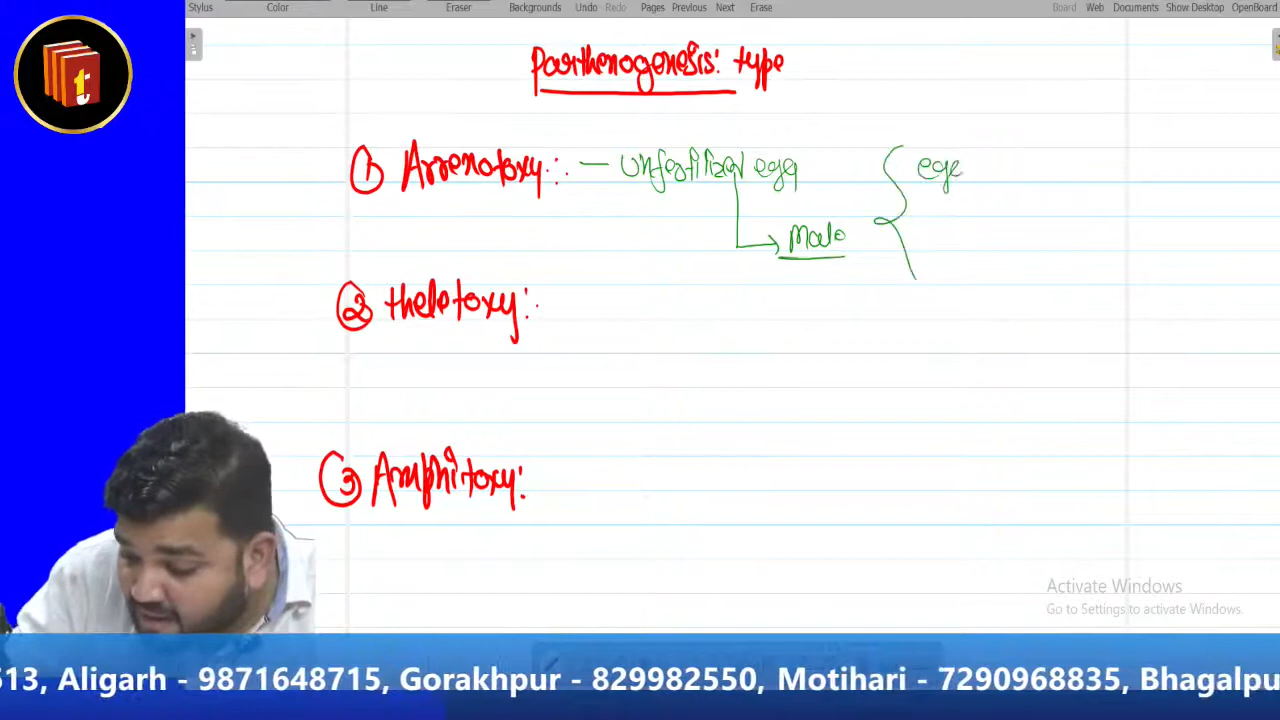 Stylus Color Line Eraser Backgrounds Undo Redo Pages Previous Next Erase Board Web Documents Show Desktop OpenBoard
Parthenogenesis: type
① Arrenotoxy: - unfertilized egg { ege
→ Male
② theletoxy:
③ Amphitoxy:
Activate Windows
Go to Settings to activate Windows.
513, Aligarh - 9871648715, Gorakhpur - 829982550, Motihari - 7290968835, Bhagalpu